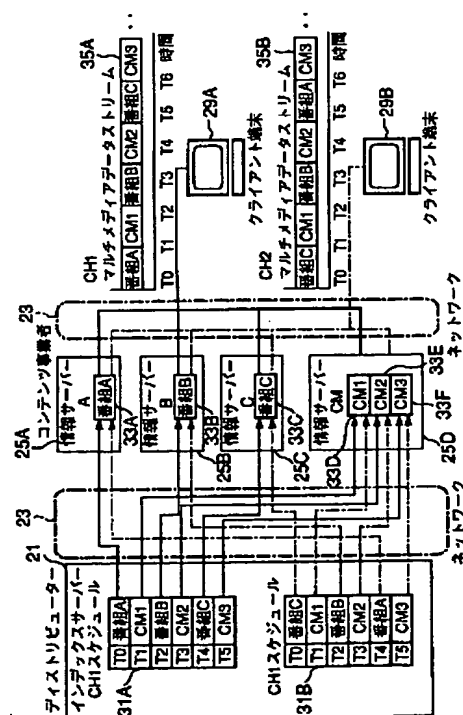 21
ディストリビューター
インデックスサーバー
CH1スケジュール
T0 番組A
T1 CM1
T2 番組B
T3 CM2
T4 番組C
T5 CM3
31A
CH1スケジュール
T0 番組C
T1 CM1
T2 番組B
T3 CM2
T4 番組A
T5 CM3
31B
23
ネットワーク
コンテンツ事業者
25A
情報サーバー
A
番組A
33A
情報サーバー
B
番組B
33B
25B
情報サーバー
C
番組C
33C
25C
情報サーバー
CM
CM1
CM2
CM3
33D
33E
33F
25D
23
ネットワーク
CH1
マルチメディアデータストリーム
35A
番組A CM1 番組B CM2 番組C CM3 ··
T0 T1 T2 T3 T4 T5 T6 時間
29A
クライアント端末
CH2
マルチメディアデータストリーム
35B
番組C CM1 番組B CM2 番組A CM3 ··
T0 T1 T2 T3 T4 T5 T6 時間
29B
クライアント端末